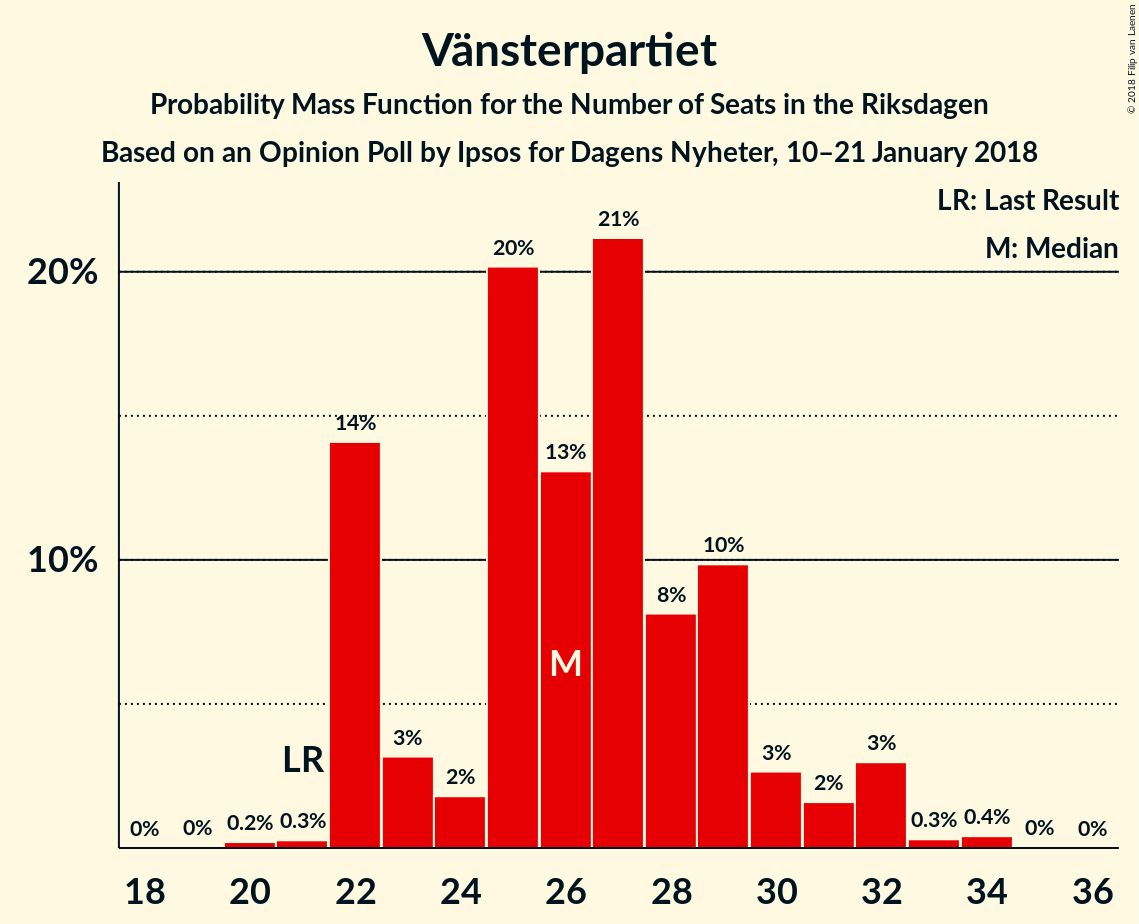 Vänsterpartiet
Probability Mass Function for the Number of Seats in the Riksdagen
Based on an Opinion Poll by Ipsos for Dagens Nyheter, 10–21 January 2018
© 2018 Filip van Laenen
LR: Last Result
M: Median
20%
10%
0%
0%
0.2%
0.3%
14%
3%
2%
20%
13%
21%
8%
10%
3%
2%
3%
0.3%
0.4%
0%
0%
LR
M
18 20 22 24 26 28 30 32 34 36